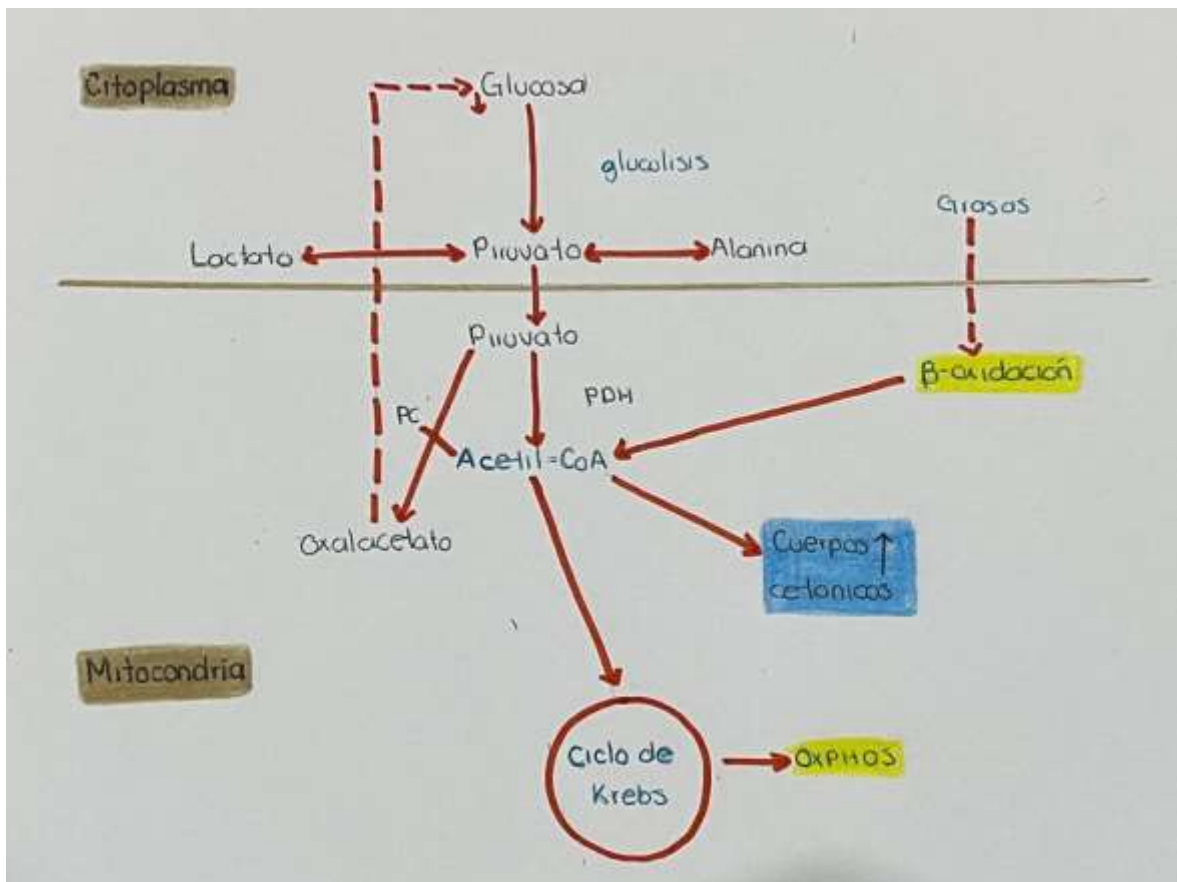 Citoplasma
Glucosa
glucolisis
Grasas
Lactato
Piruvato
Alanina
Piruvato
β-oxidación
PDH
PC
Acetil=CoA
Oxalacetato
Cuerpos ↑
cetonicos
Mitocondria
Ciclo de
Krebs
OXPHOS